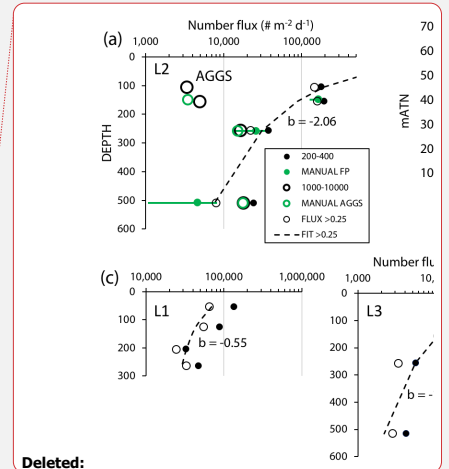 Number flux (# m-2 d-1)
(a)
1,000 10,000 100,000
0
100
200
300
400
500
600
DEPTH
L2
AGGS
b = -2.06
200-400
MANUAL FP
1000-10000
MANUAL AGGS
FLUX >0.25
FIT >0.25
70
60
50
40
30
20
10
mATN
(c)
10,000 100,000 1,000,000
0
100
200
300
L1
b = -0.55
Number flu
1,000 10,
0
100
200
300
400
500
600
L3
b = -
Deleted: